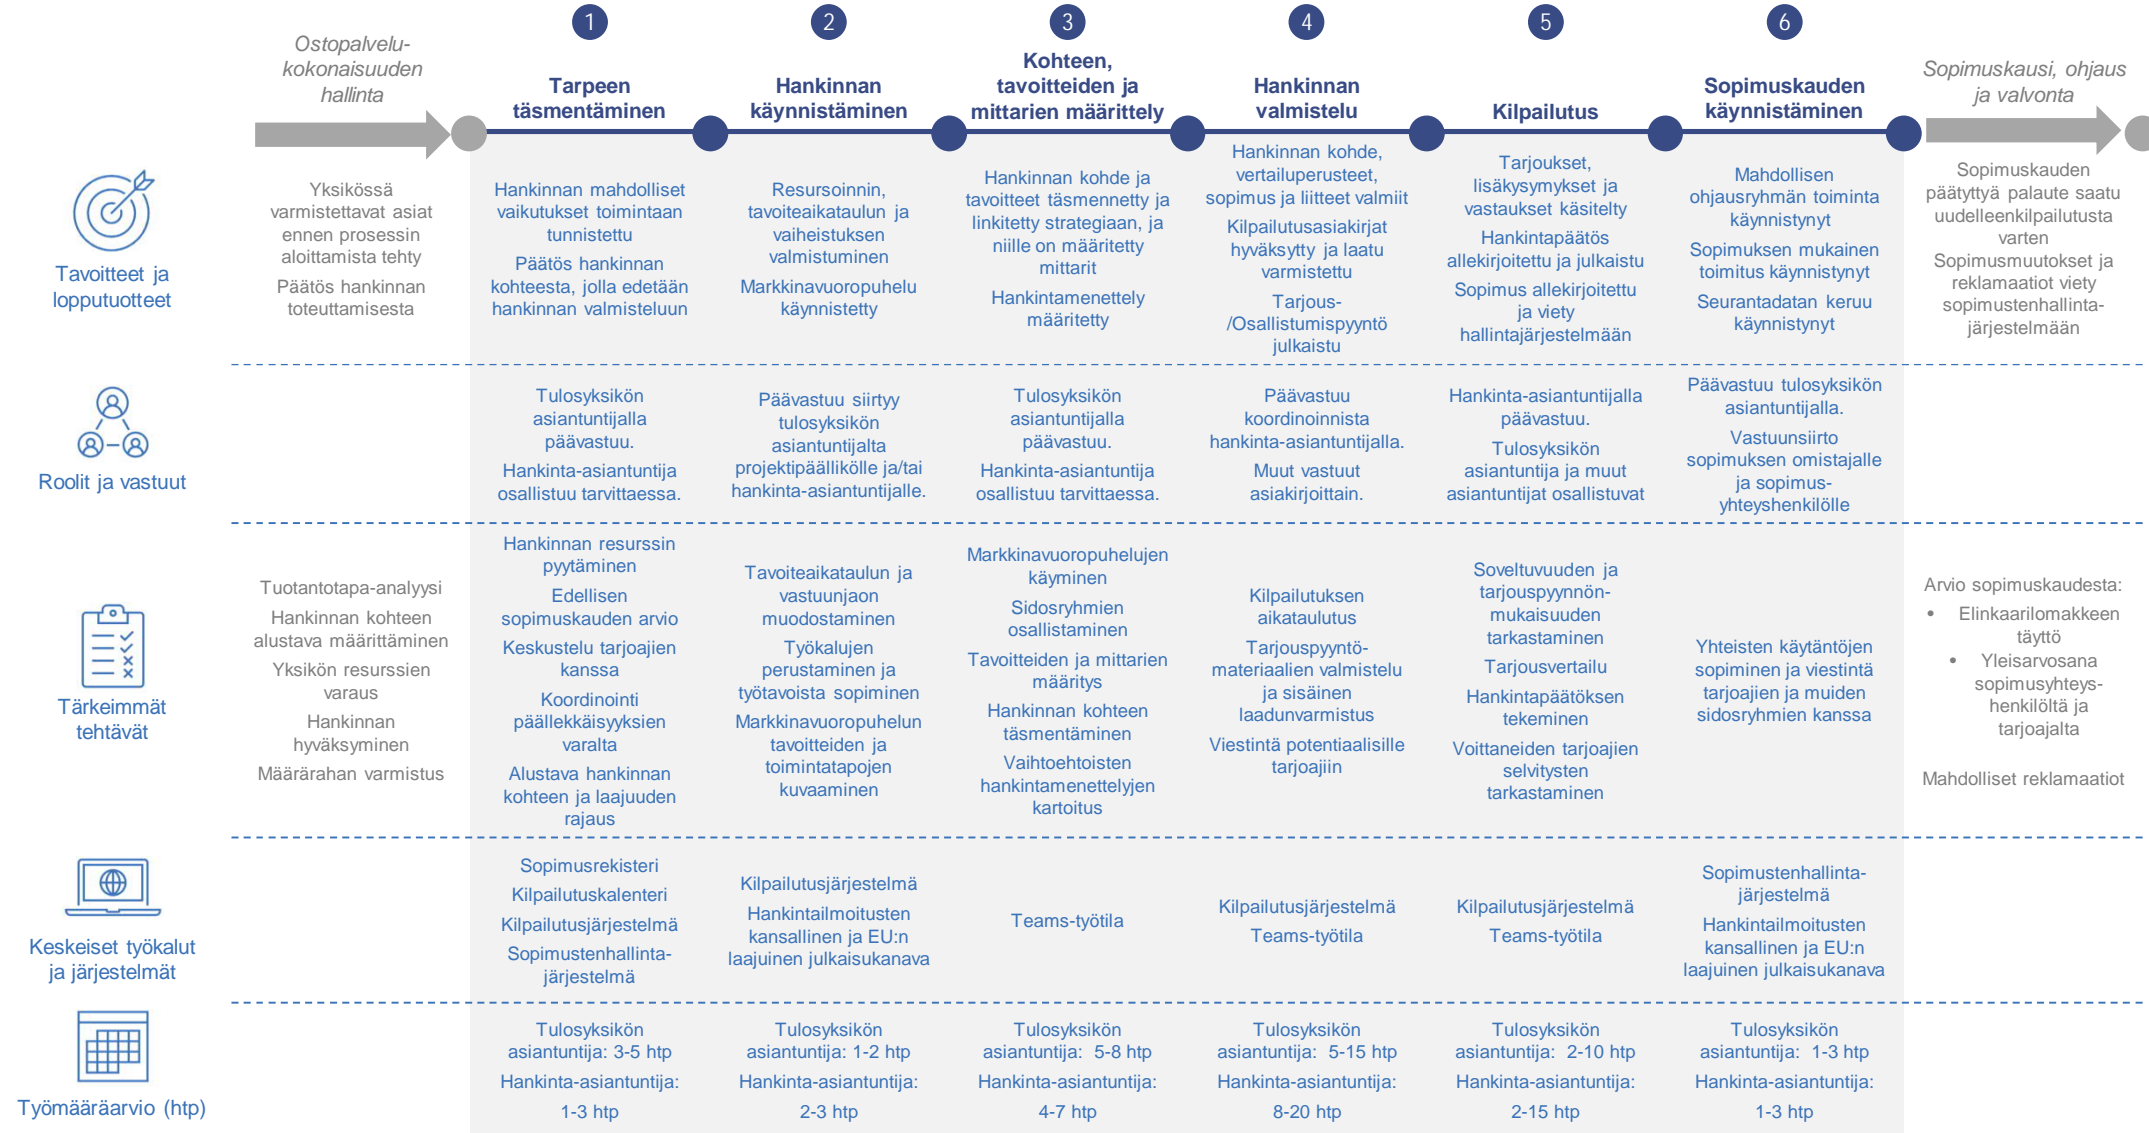 1
2
3
4
5
6
Ostopalvelu-
kokonaisuuden
hallinta
Tarpeen
täsmentäminen
Hankinnan
käynnistäminen
Kohteen,
tavoitteiden ja
mittarien määrittely
Hankinnan
valmistelu
Kilpailutus
Sopimuskauden
käynnistäminen
Sopimuskausi, ohjaus
ja valvonta
Tavoitteet ja
lopputuotteet
Yksikössä
varmistettavat asiat
ennen prosessin
aloittamista tehty
Päätös hankinnan
toteuttamisesta
Hankinnan mahdolliset
vaikutukset toimintaan
tunnistettu
Päätös hankinnan
kohteesta, jolla edetään
hankinnan valmisteluun
Resursoinnin,
tavoiteaikataulun ja
vaiheistuksen
valmistuminen
Markkinavuoropuhelu
käynnistetty
Hankinnan kohde ja
tavoitteet täsmennetty ja
linkitetty strategiaan, ja
niille on määritetty
mittarit
Hankintamenettely
määritetty
Hankinnan kohde,
vertailuperusteet,
sopimus ja liitteet valmiit
Kilpailutusasiakirjat
hyväksytty ja laatu
varmistettu
Tarjous-
/Osallistumispyyntö
julkaistu
Tarjoukset,
lisäkysymykset ja
vastaukset käsitelty
Hankintapäätös
allekirjoitettu ja julkaistu
Sopimus allekirjoitettu
ja viety
hallintajärjestelmään
Mahdollisen
ohjausryhmän toiminta
käynnistynyt
Sopimuksen mukainen
toimitus käynnistynyt
Seurantadatan keruu
käynnistynyt
Sopimuskauden
päätyttyä palaute saatu
uudelleenkilpailutusta
varten
Sopimusmuutokset ja
reklamaatiot viety
sopimustenhallinta-
järjestelmään
Roolit ja vastuut
Tulosyksikön
asiantuntijalla
päävastuu.
Hankinta-asiantuntija
osallistuu tarvittaessa.
Päävastuu siirtyy
tulosyksikön
asiantuntijalta
projektipäällikölle ja/tai
hankinta-asiantuntijalle.
Tulosyksikön
asiantuntijalla
päävastuu.
Hankinta-asiantuntija
osallistuu tarvittaessa.
Päävastuu
koordinoinnista
hankinta-asiantuntijalla.
Muut vastuut
asiakirjoittain.
Hankinta-asiantuntijalla
päävastuu.
Tulosyksikön
asiantuntija ja muut
asiantuntijat osallistuvat
Päävastuu tulosyksikön
asiantuntijalla.
Vastuunsiirto
sopimuksen omistajalle
ja sopimus-
yhteyshenkilölle
Tärkeimmät
tehtävät
Tuotantotapa-analyysi
Hankinnan kohteen
alustava määrittäminen
Yksikön resurssien
varaus
Hankinnan
hyväksyminen
Määrärahan varmistus
Hankinnan resurssin
pyytäminen
Edellisen
sopimuskauden arvio
Keskustelu tarjoajien
kanssa
Koordinointi
päällekkäisyyksien
varalta
Alustava hankinnan
kohteen ja laajuuden
rajaus
Tavoiteaikataulun ja
vastuunjaon
muodostaminen
Työkalujen
perustaminen ja
työtavoista sopiminen
Markkinavuoropuhelun
tavoitteiden ja
toimintatapojen
kuvaaminen
Markkinavuoropuhelujen
käyminen
Sidosryhmien
osallistaminen
Tavoitteiden ja mittarien
määritys
Hankinnan kohteen
täsmentäminen
Vaihtoehtoisten
hankintamenettelyjen
kartoitus
Kilpailutuksen
aikataulutus
Tarjouspyyntö-
materiaalien valmistelu
ja sisäinen
laadunvarmistus
Viestintä potentiaalisille
tarjoajiin
Soveltuvuuden ja
tarjouspyynnön-
mukaisuuden
tarkastaminen
Tarjousvertailu
Hankintapäätöksen
tekeminen
Voittaneiden tarjoajien
selvitysten
tarkastaminen
Yhteisten käytäntöjen
sopiminen ja viestintä
tarjoajien ja muiden
sidosryhmien kanssa
Arvio sopimuskaudesta:
• Elinkaarilomakkeen
täyttö
• Yleisarvosana
sopimusyhteys-
henkilöltä ja
tarjoajalta
Mahdolliset reklamaatiot
Keskeiset työkalut
ja järjestelmät
Sopimusrekisteri
Kilpailutuskalenteri
Kilpailutusjärjestelmä
Sopimustenhallinta-
järjestelmä
Kilpailutusjärjestelmä
Hankintailmoitusten
kansallinen ja EU:n
laajuinen julkaisukanava
Teams-työtila
Kilpailutusjärjestelmä
Teams-työtila
Kilpailutusjärjestelmä
Teams-työtila
Sopimustenhallinta-
järjestelmä
Hankintailmoitusten
kansallinen ja EU:n
laajuinen julkaisukanava
Työmääräarvio (htp)
Tulosyksikön
asiantuntija: 3-5 htp
Hankinta-asiantuntija:
1-3 htp
Tulosyksikön
asiantuntija: 1-2 htp
Hankinta-asiantuntija:
2-3 htp
Tulosyksikön
asiantuntija: 5-8 htp
Hankinta-asiantuntija:
4-7 htp
Tulosyksikön
asiantuntija: 5-15 htp
Hankinta-asiantuntija:
8-20 htp
Tulosyksikön
asiantuntija: 2-10 htp
Hankinta-asiantuntija:
2-15 htp
Tulosyksikön
asiantuntija: 1-3 htp
Hankinta-asiantuntija:
1-3 htp